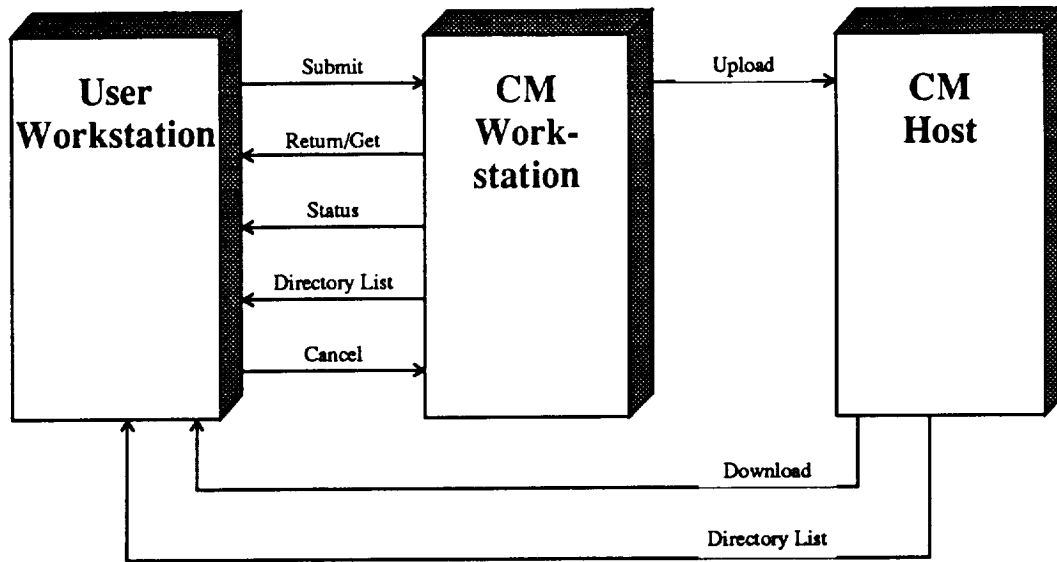 User
Workstation
Submit
Return/Get
Status
Directory List
Cancel
CM
Work-
station
Upload
CM
Host
Download
Directory List